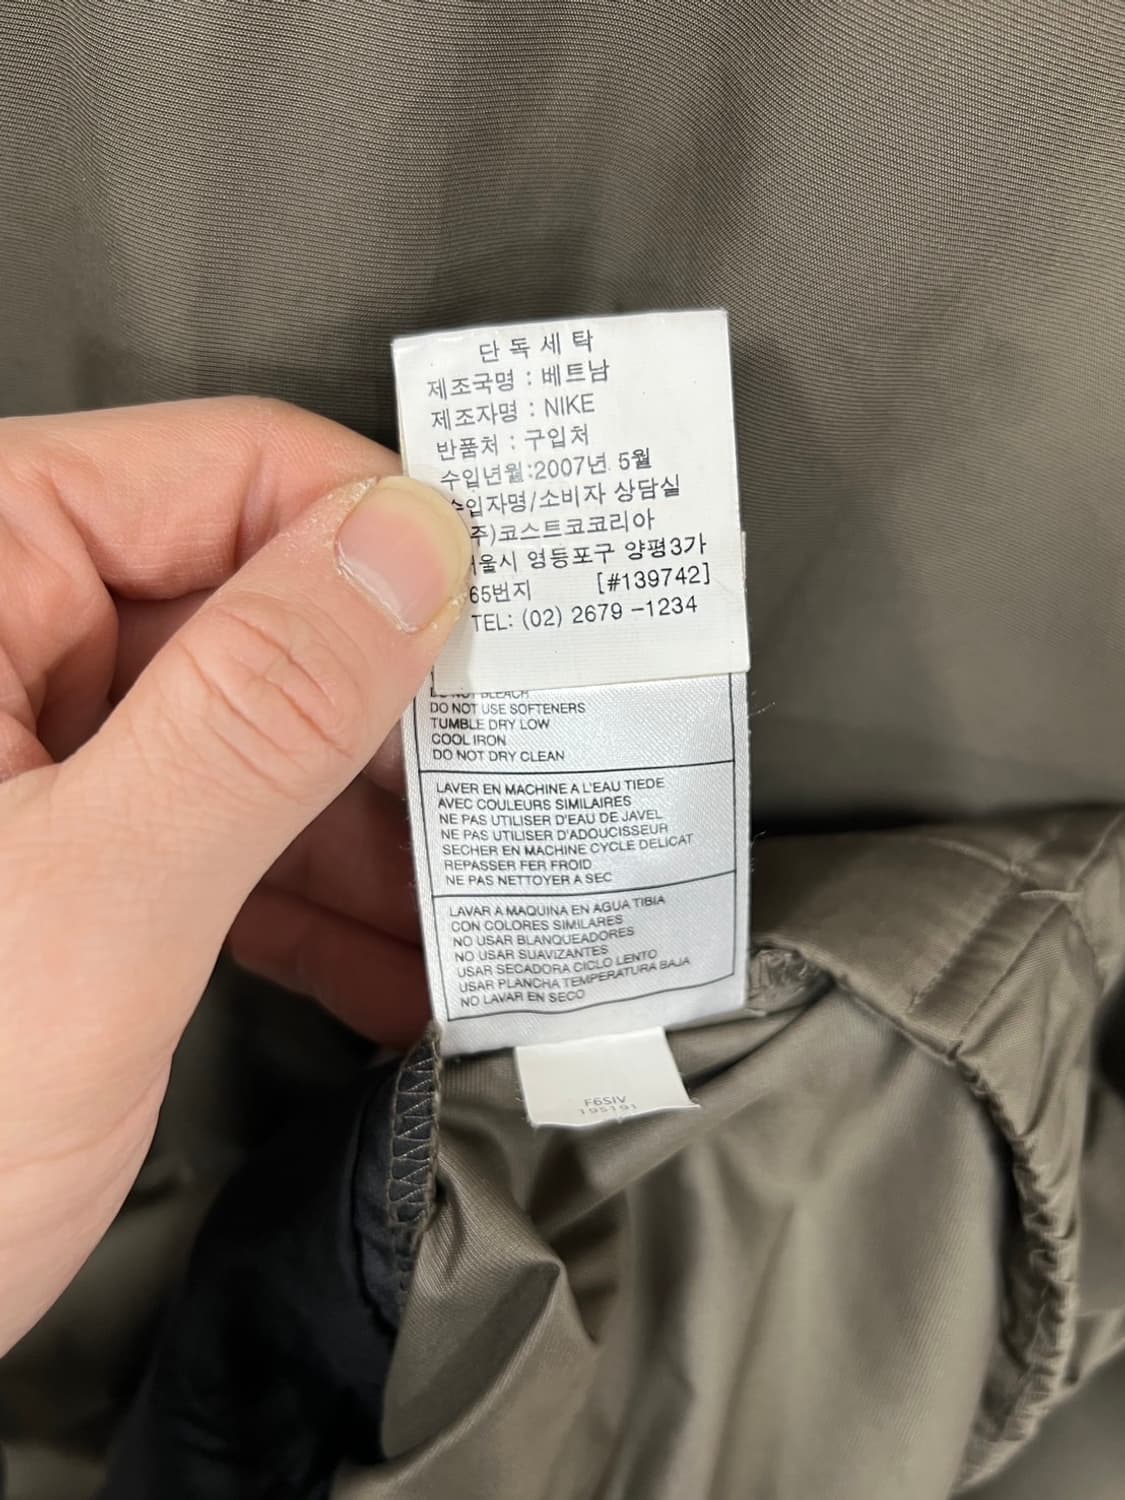 단독세탁
제조국명 : 베트남
제조자명 : NIKE
반품처 : 구입처
수입년월:2007년 5월
수입자명/소비자 상담실
주)코스트코코리아
울시 영등포구 양평3가
65번지 [#139742]
TEL: (02) 2679-1234
DO NOT BLEACH
DO NOT USE SOFTENERS
TUMBLE DRY LOW
COOL IRON
DO NOT DRY CLEAN
LAVER EN MACHINE A L'EAU TIEDE
AVEC COULEURS SIMILAIRES
NE PAS UTILISER D'EAU DE JAVEL
NE PAS UTILISER D'ADOUCISSEUR
SECHER EN MACHINE CYCLE DELICAT
REPASSER FER FROID
NE PAS NETTOYER A SEC
LAVAR A MAQUINA EN AGUA TIBIA
CON COLORES SIMILARES
NO USAR BLANQUEADORES
NO USAR SUAVIZANTES
USAR SECADORA CICLO LENTO
USAR PLANCHA TEMPERATURA BAJA
NO LAVAR EN SECO
F6SIV